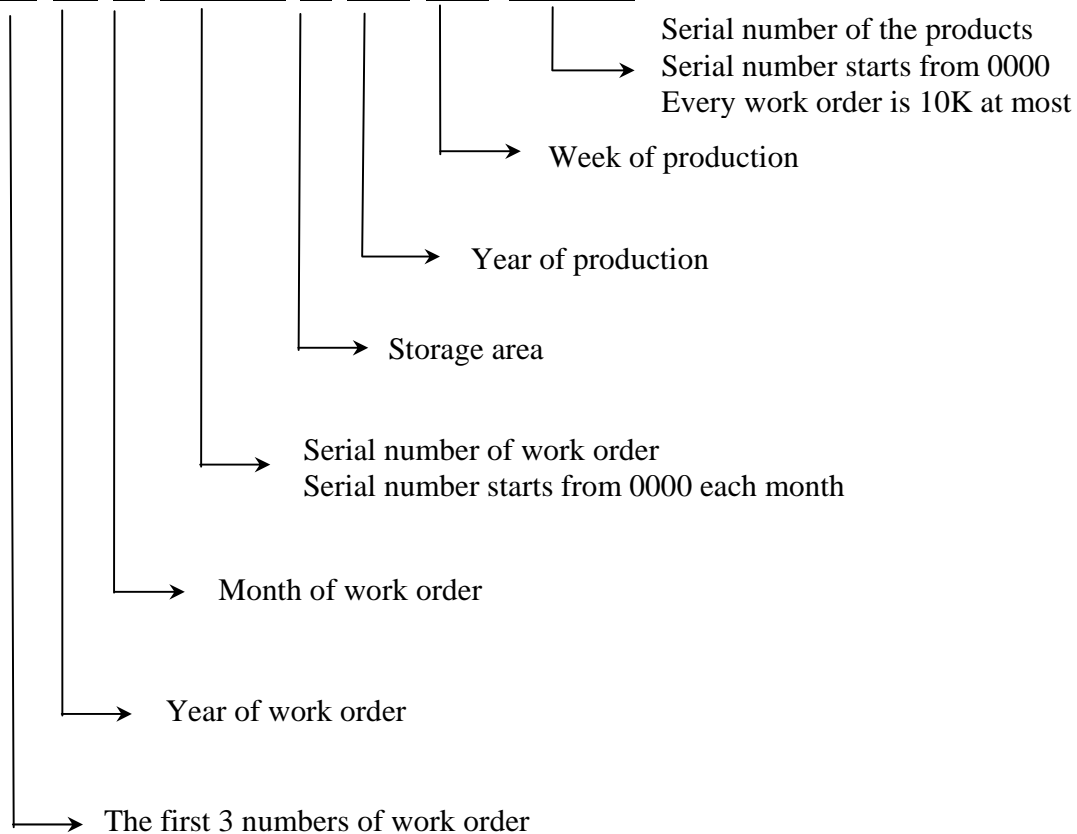 Serial number of the products
Serial number starts from 0000
Every work order is 10K at most
Week of production
Year of production
Storage area
Serial number of work order
Serial number starts from 0000 each month
Month of work order
Year of work order
The first 3 numbers of work order